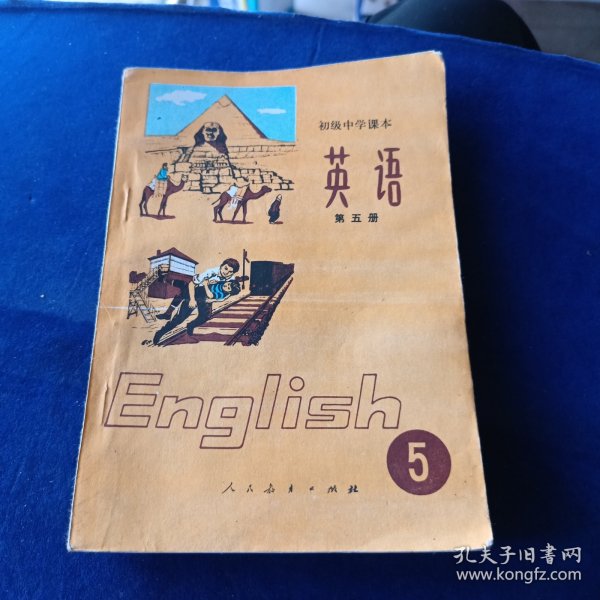 初级中学课本
英语
第五册
English
5
人民教育出版社
孔夫子旧书网
www.kongfz.com